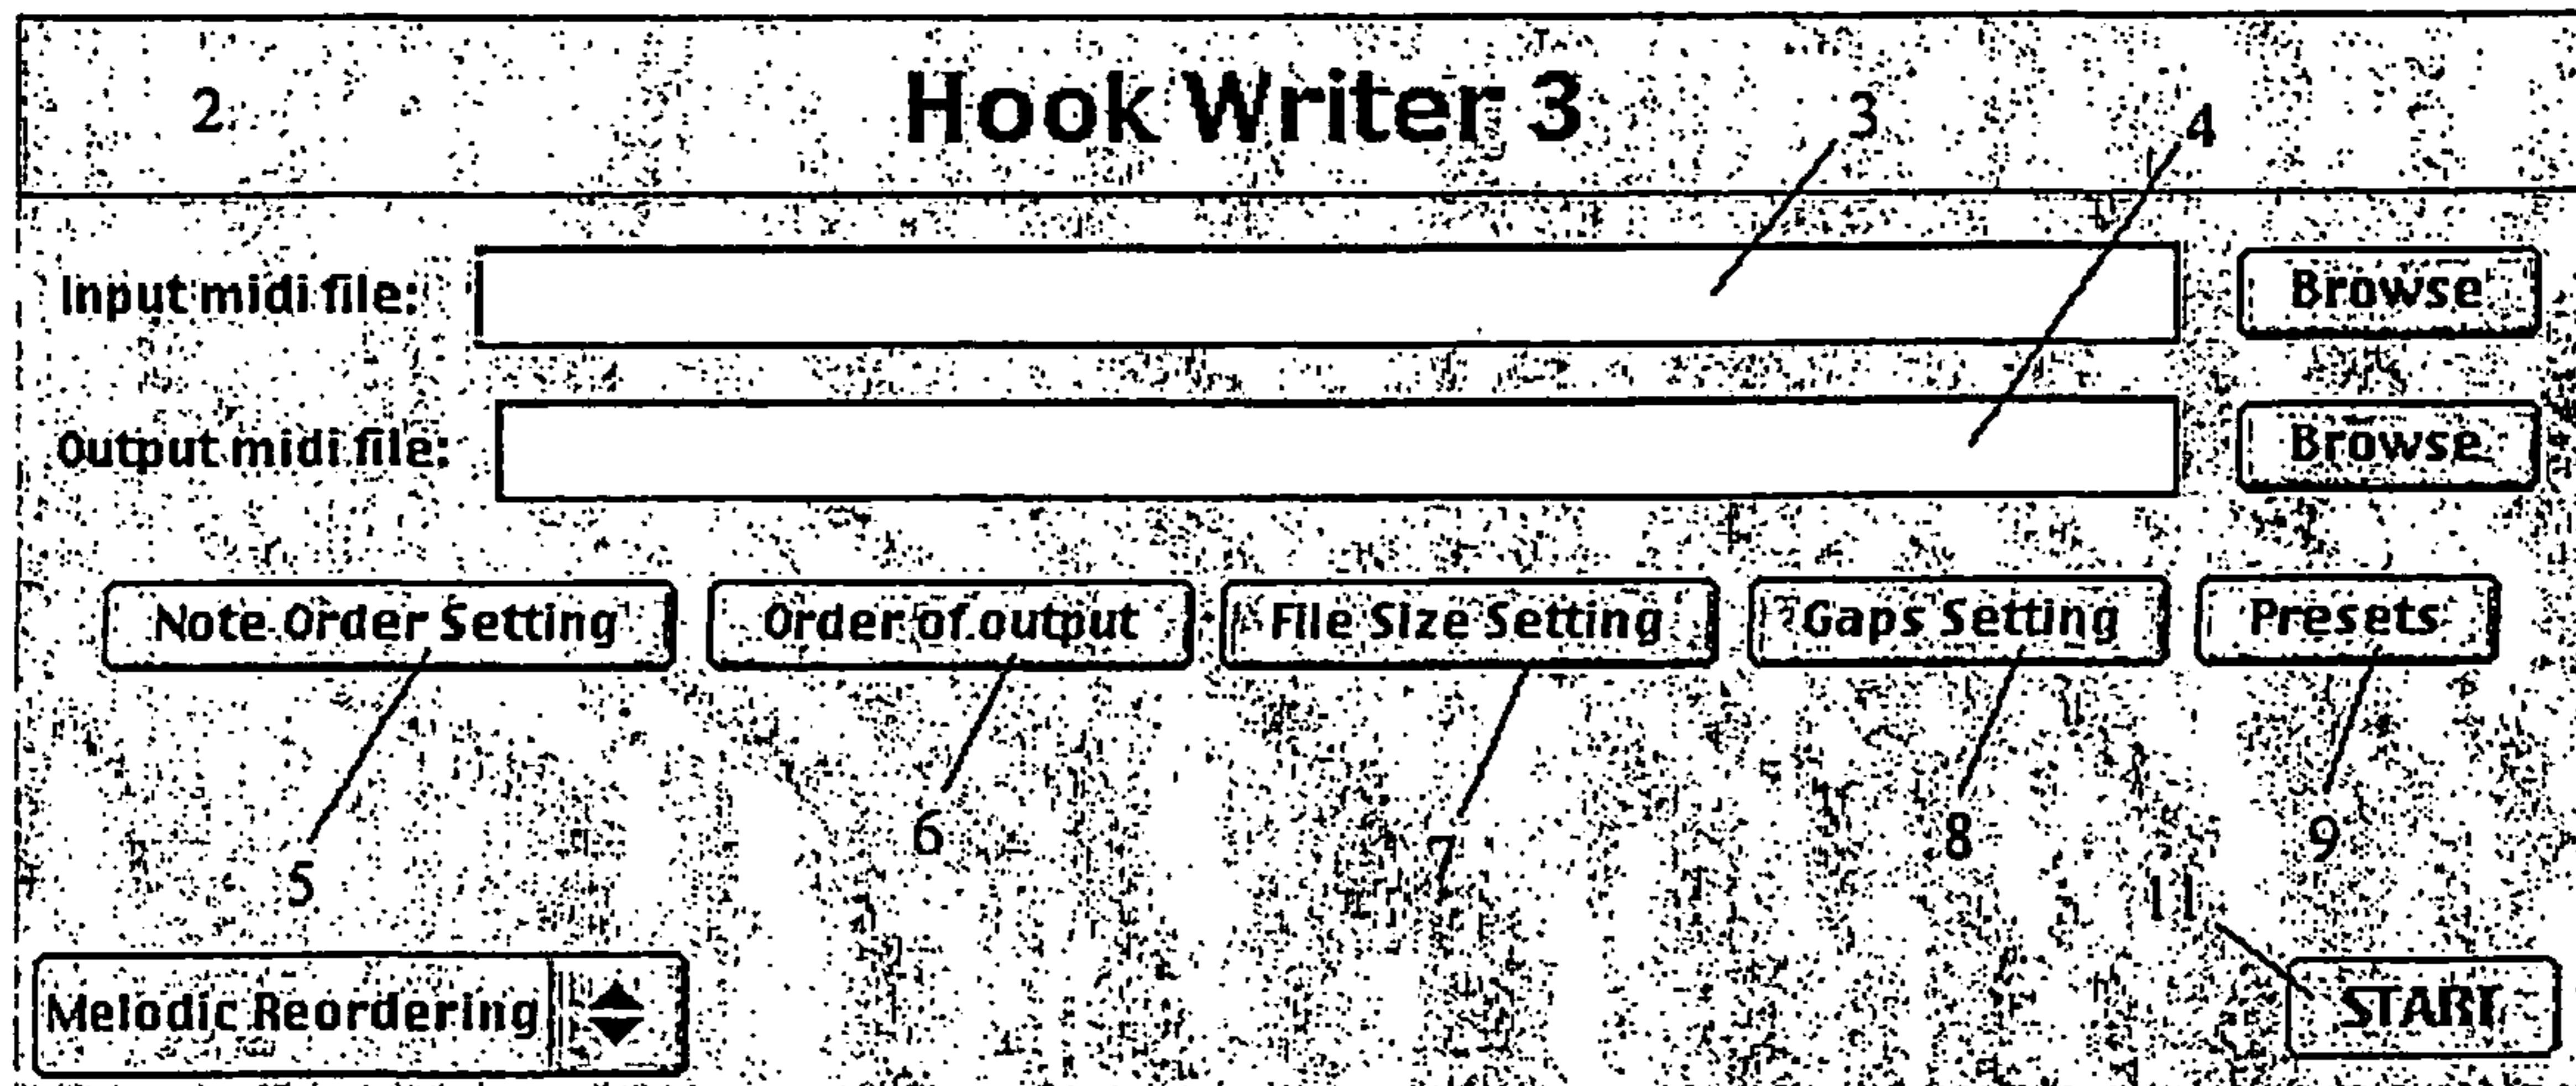 2 Hook Writer 3 3 4
Input midi file: Browse
Output midi file: Browse
Note Order Setting Order of output File Size Setting Gaps Setting Presets
5 6 7 8 9
11
Melodic Reordering START